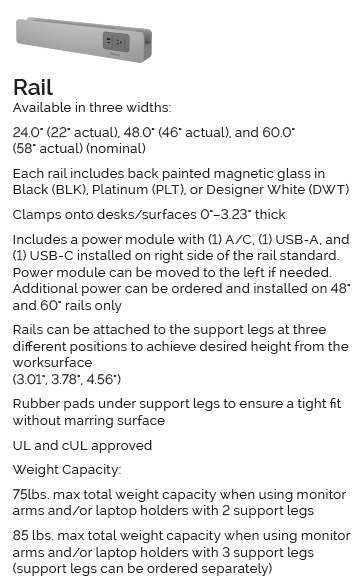 Rail
Available in three widths:
24.0" (22" actual), 48.0" (46" actual), and 60.0"
(58" actual) (nominal)
Each rail includes back painted magnetic glass in
Black (BLK), Platinum (PLT), or Designer White (DWT)
Clamps onto desks/surfaces 0"–3.23" thick
Includes a power module with (1) A/C, (1) USB-A, and
(1) USB-C installed on right side of the rail standard.
Power module can be moved to the left if needed.
Additional power can be ordered and installed on 48"
and 60" rails only
Rails can be attached to the support legs at three
different positions to achieve desired height from the
worksurface
(3.01", 3.78", 4.56")
Rubber pads under support legs to ensure a tight fit
without marring surface
UL and cUL approved
Weight Capacity:
75lbs. max total weight capacity when using monitor
arms and/or laptop holders with 2 support legs
85 lbs. max total weight capacity when using monitor
arms and/or laptop holders with 3 support legs
(support legs can be ordered separately)